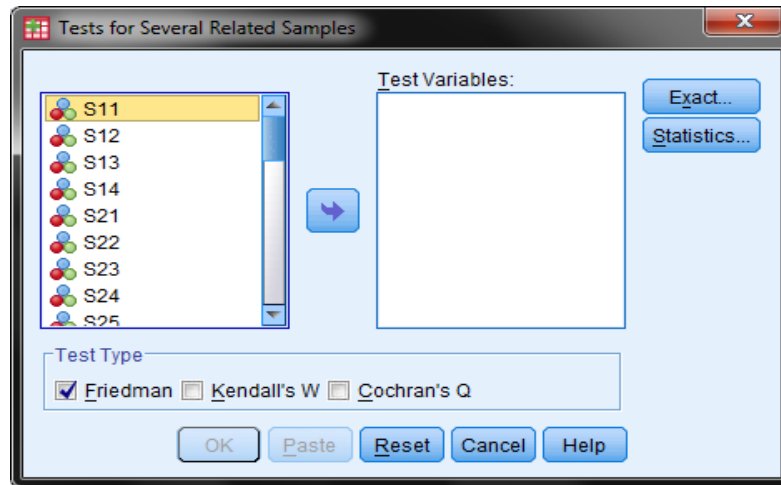 Tests for Several Related Samples
Test Variables:
S11
S12
S13
S14
S21
S22
S23
S24
S25
Exact...
Statistics...
Test Type
Friedman Kendall's W Cochran's Q
OK Paste Reset Cancel Help